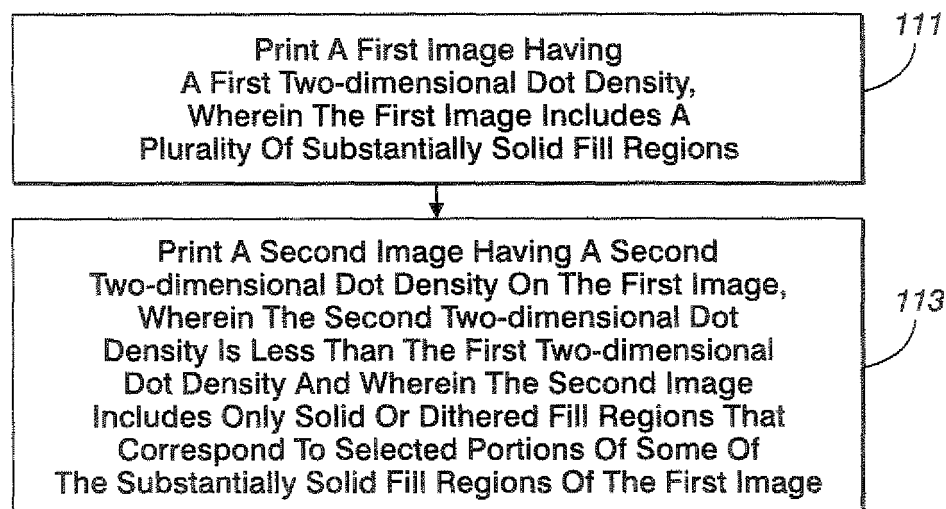 111
Print A First Image Having
A First Two-dimensional Dot Density,
Wherein The First Image Includes A
Plurality Of Substantially Solid Fill Regions
113
Print A Second Image Having A Second
Two-dimensional Dot Density On The First Image,
Wherein The Second Two-dimensional Dot
Density Is Less Than The First Two-dimensional
Dot Density And Wherein The Second Image
Includes Only Solid Or Dithered Fill Regions That
Correspond To Selected Portions Of Some Of
The Substantially Solid Fill Regions Of The First Image